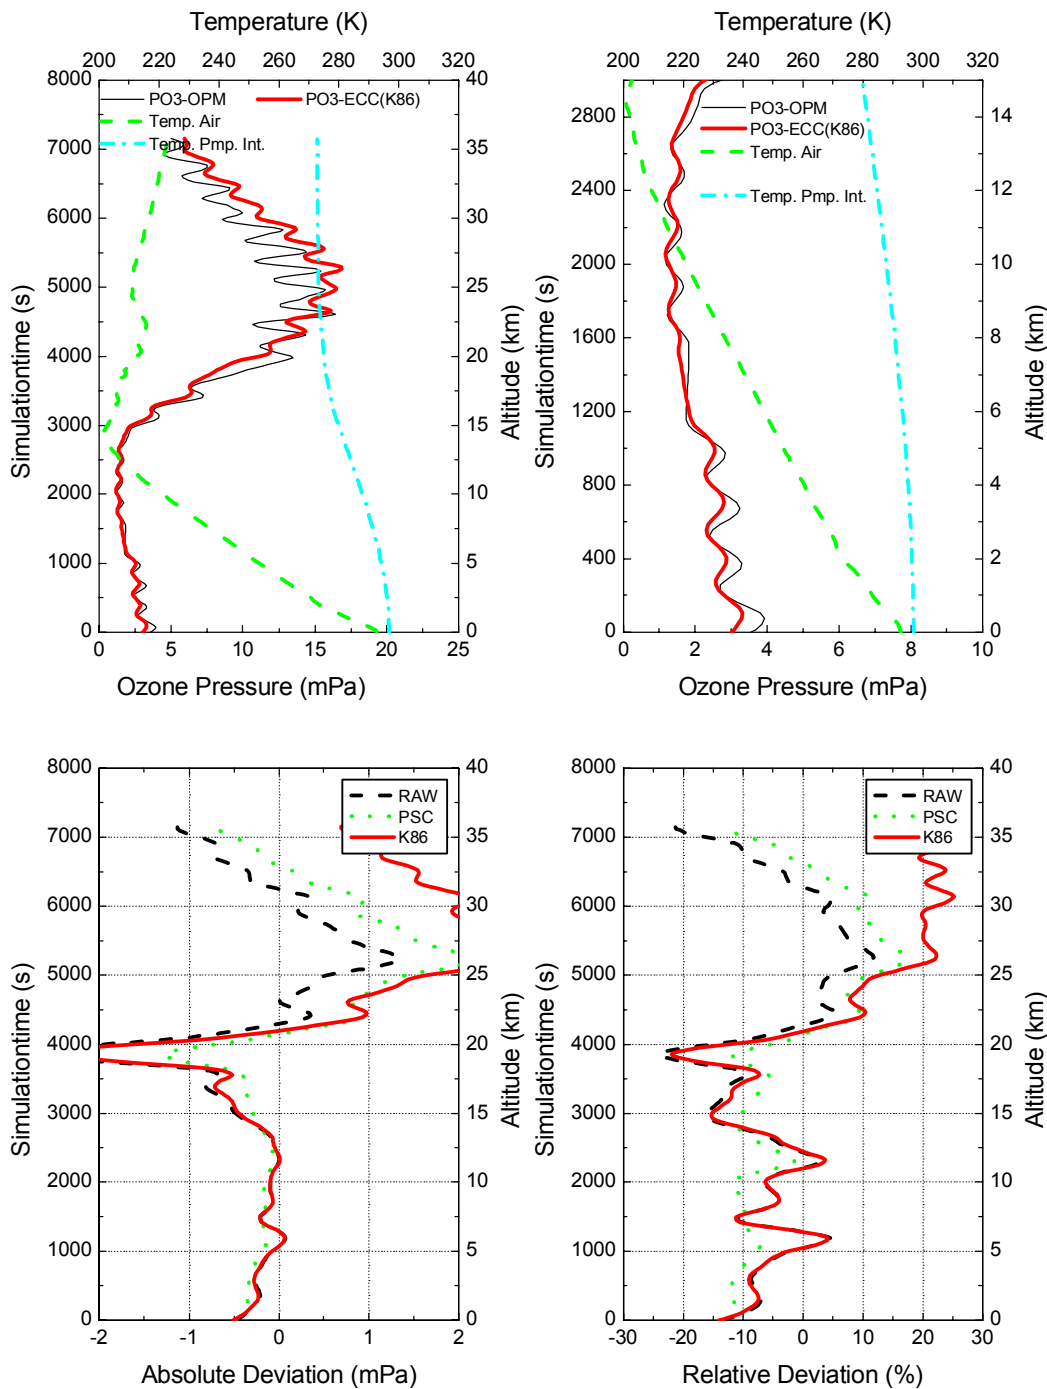 Temperature (K)
200 220 240 260 280 300 320
8000
7000
6000
5000
4000
3000
2000
1000
0
Simulationtime (s)
PO3-OPM
PO3-ECC(K86)
Temp. Air
Temp. Pmp. Int.
40
35
30
25
20
15
10
5
0
Altitude (km)
0 5 10 15 20 25
Ozone Pressure (mPa)
Temperature (K)
200 220 240 260 280 300 320
2800
2400
2000
1600
1200
800
400
0
Simulationtime (s)
PO3-OPM
PO3-ECC(K86)
Temp. Air
Temp. Pmp. Int.
14
12
10
8
6
4
2
0
Altitude (km)
0 2 4 6 8 10
Ozone Pressure (mPa)
8000
7000
6000
5000
4000
3000
2000
1000
0
Simulationtime (s)
RAW
PSC
K86
40
35
30
25
20
15
10
5
0
Altitude (km)
-2 -1 0 1 2
Absolute Deviation (mPa)
8000
7000
6000
5000
4000
3000
2000
1000
0
Simulationtime (s)
RAW
PSC
K86
40
35
30
25
20
15
10
5
0
Altitude (km)
-30 -20 -10 0 10 20 30
Relative Deviation (%)